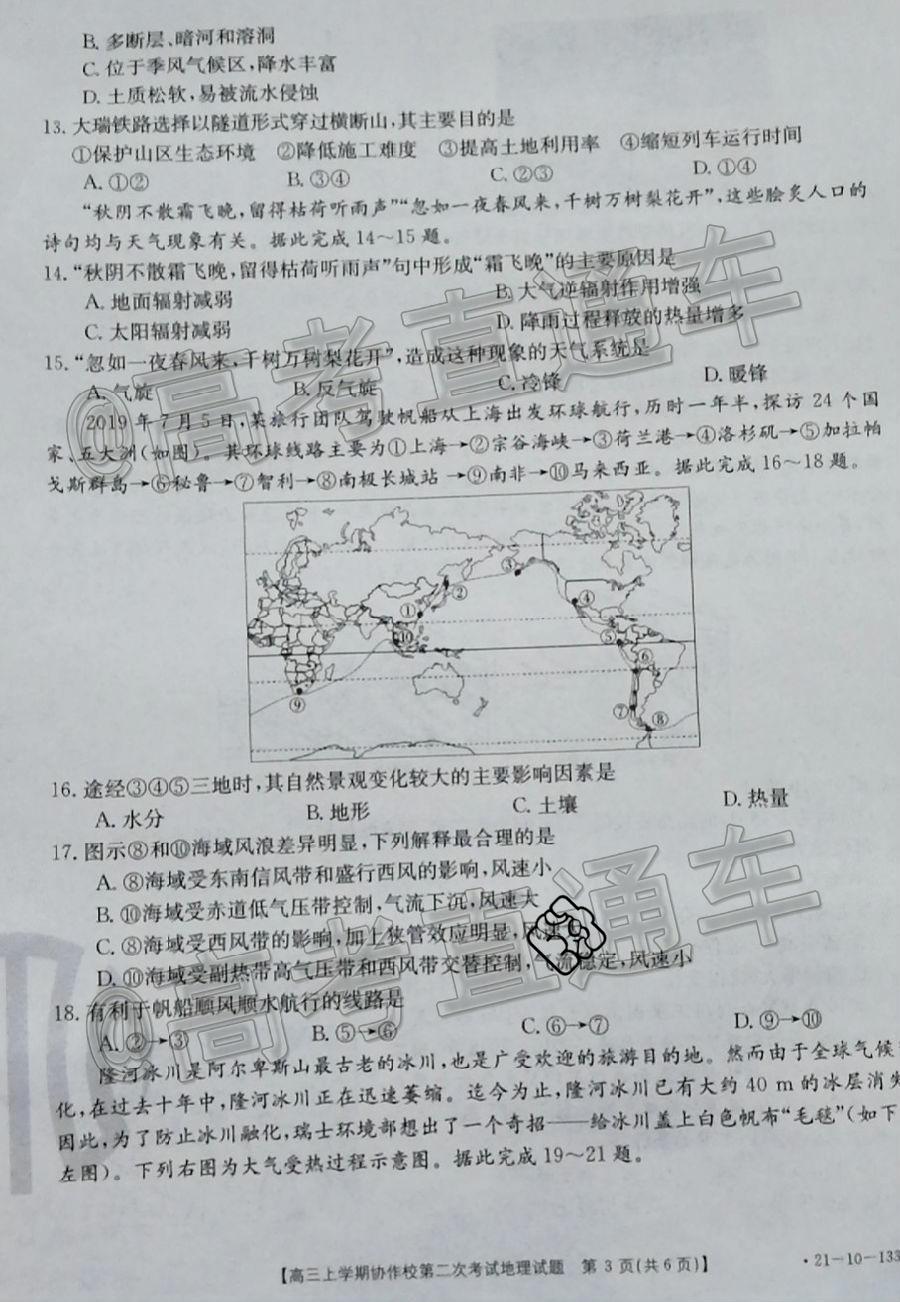 B. 多断层、暗河和溶洞
C. 位于季风气候区,降水丰富
D. 土质松软,易被流水侵蚀
13. 大瑞铁路选择以隧道形式穿过横断山,其主要目的是
①保护山区生态环境 ②降低施工难度 ③提高土地利用率 ④缩短列车运行时间
A. ①② B. ③④ C. ②③ D. ①④
“秋阴不散霜飞晚,留得枯荷听雨声”“忽如一夜春风来,千树万树梨花开”,这些脍炙人口的
诗句均与天气现象有关。据此完成14~15题。
14. “秋阴不散霜飞晚,留得枯荷听雨声”句中形成“霜飞晚”的主要原因是
A. 地面辐射减弱 B. 大气逆辐射作用增强
C. 太阳辐射减弱 D. 降雨过程释放的热量增多
15. “忽如一夜春风来,千树万树梨花开”,造成这种现象的天气系统是
A. 气旋 B. 反气旋 C. 冷锋 D. 暖锋
2019年7月5日,某旅行团队驾驶帆船从上海出发环球航行,历时一年半,探访24个国
家、五大洲(如图)。其环球线路主要为①上海→②宗谷海峡→③荷兰港→④洛杉矶→⑤加拉帕
戈斯群岛→⑥秘鲁→⑦智利→⑧南极长城站→⑨南非→⑩马来西亚。据此完成16~18题。
③
② ④
①
⑩ ⑤
⑥
⑨ ⑦ ⑧
16. 途经③④⑤三地时,其自然景观变化较大的主要影响因素是
A. 水分 B. 地形 C. 土壤 D. 热量
17. 图示⑧和⑩海域风浪差异明显,下列解释最合理的是
A. ⑧海域受东南信风带和盛行西风的影响,风速小
B. ⑩海域受赤道低气压带控制,气流下沉,风速大
C. ⑧海域受西风带的影响,加上狭管效应明显,风速
D. ⑩海域受副热带高气压带和西风带交替控制,气流稳定,风速小
18. 有利于帆船顺风顺水航行的线路是
A. ②→③ B. ⑤→⑥ C. ⑥→⑦ D. ⑨→⑩
隆河冰川是阿尔卑斯山最古老的冰川,也是广受欢迎的旅游目的地。然而由于全球气候
化,在过去十年中,隆河冰川正在迅速萎缩。迄今为止,隆河冰川已有大约40 m的冰层消失
因此,为了防止冰川融化,瑞士环境部想出了一个奇招——给冰川盖上白色帆布“毛毯”(如下
左图)。下列右图为大气受热过程示意图。据此完成19~21题。
【高三上学期协作校第二次考试地理试题 第3页(共6页)】 ·21-10-133
@高考直通车
@高考直通车